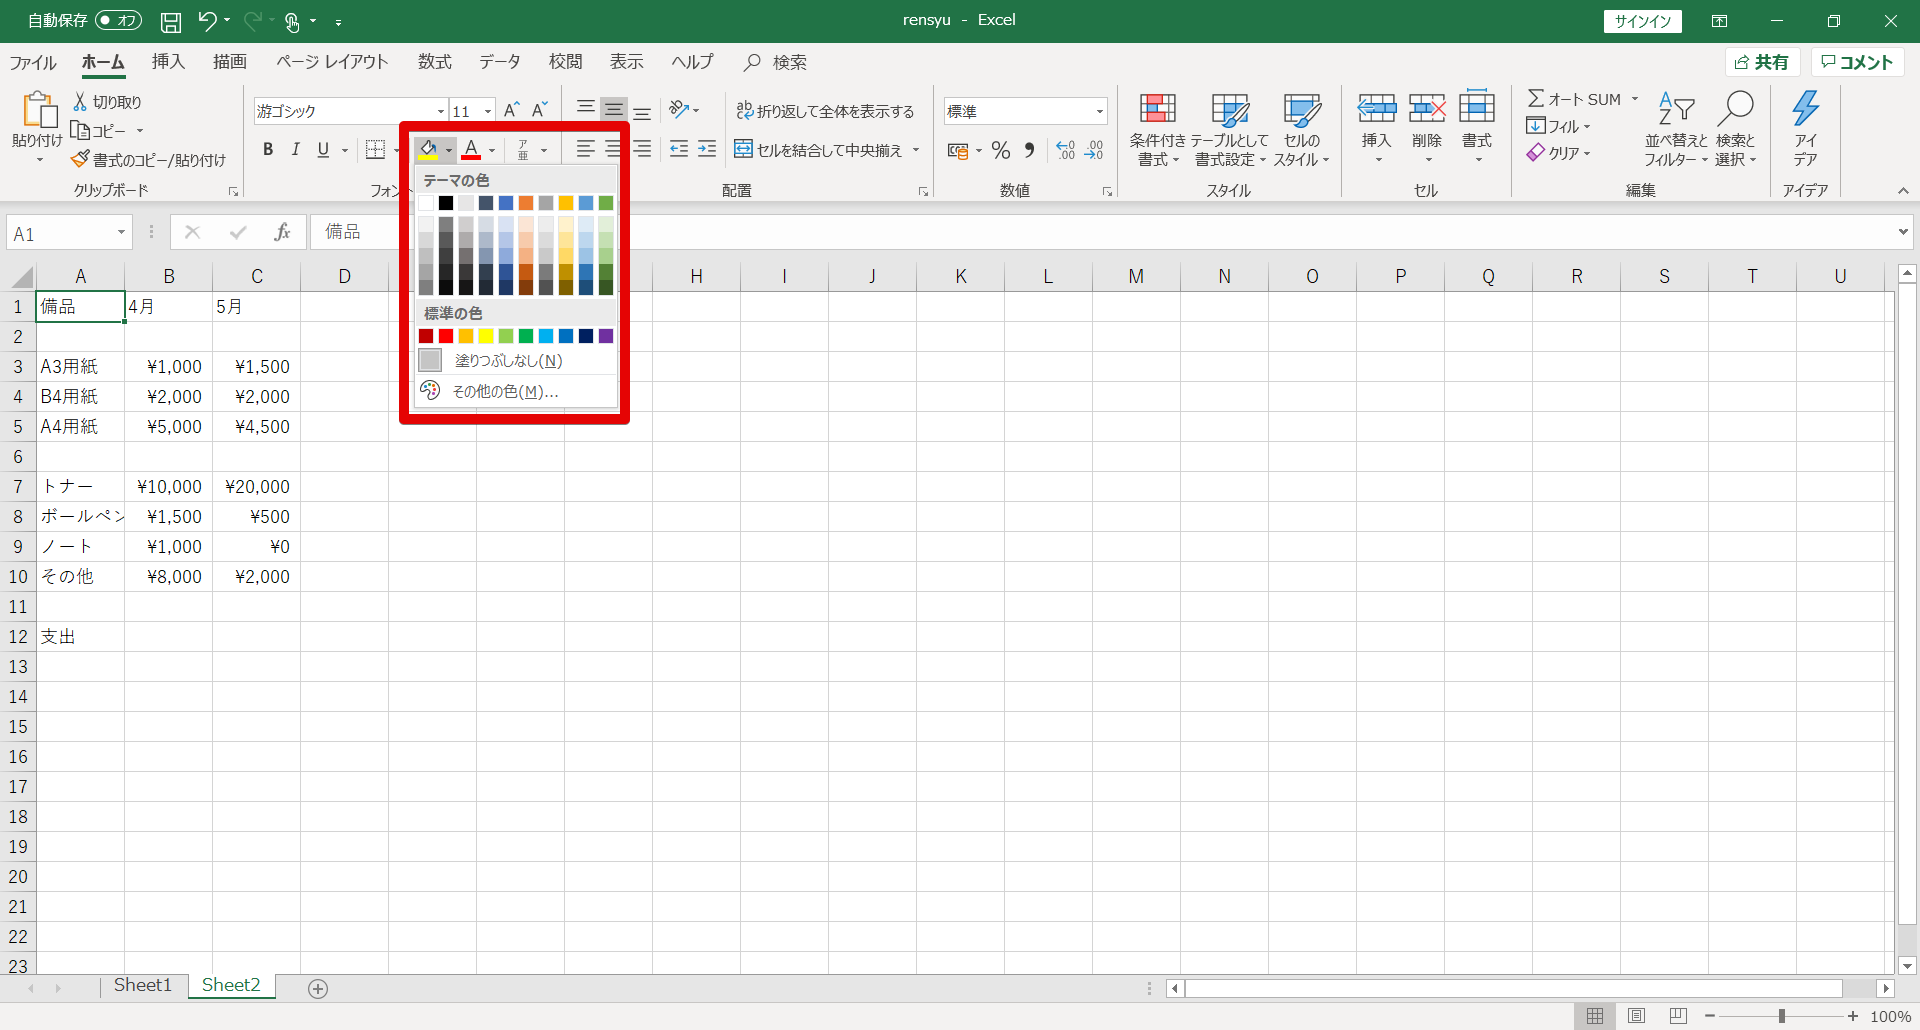 自動保存 オフ
rensyu - Excel
サインイン
ファイル ホーム 挿入 描画 ページ レイアウト 数式 データ 校閲 表示 ヘルプ 検索
共有 コメント
貼り付け
切り取り
コピー
書式のコピー/貼り付け
クリップボード
游ゴシック 11 A A
B I U A ア亜
フォント
ab 折り返して全体を表示する
セルを結合して中央揃え
配置
標準
% , .00 .00
数値
条件付き書式
テーブルとして書式設定
セルのスタイル
スタイル
挿入 削除 書式
セル
Σ オート SUM
フィル
クリア
並べ替えとフィルター
検索と選択
編集
アイデア
アイデア
テーマの色
標準の色
塗りつぶしなし(N)
その他の色(M)...
A1 fx 備品
A B C D H I J K L M N O P Q R S T U
1 備品 4月 5月
2
3 A3用紙 ¥1,000 ¥1,500
4 B4用紙 ¥2,000 ¥2,000
5 A4用紙 ¥5,000 ¥4,500
6
7 トナー ¥10,000 ¥20,000
8 ボールペン ¥1,500 ¥500
9 ノート ¥1,000 ¥0
10 その他 ¥8,000 ¥2,000
11
12 支出
13
14
15
16
17
18
19
20
21
22
23
Sheet1 Sheet2
100%